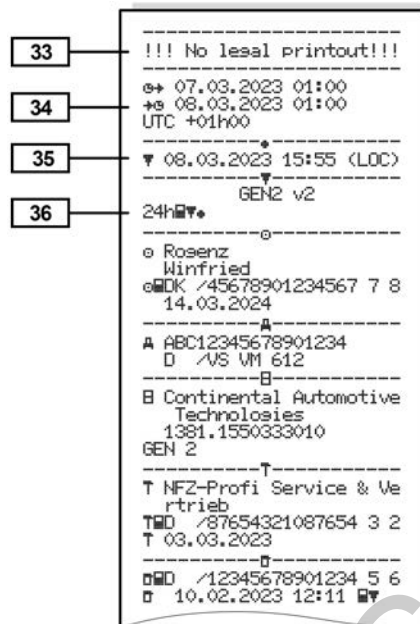 33
!!! No legal printout!!!
34
07.03.2023 01:00
08.03.2023 01:00
UTC +01h00
35
▼ 08.03.2023 15:55 (LOC)
GEN2 v2
36
24h
Rogenz
Winfried
DK /45678901234567 7 8
14.03.2024
ABC12345678901234
D /VS VM 612
Continental Automotive
Technologies
1381.1550333010
GEN 2
T NFZ-Profi Service & Ve
rtrieb
T D /87654321087654 3 2
T 03.03.2023
D /12345678901234 5 6
10.02.2023 12:11